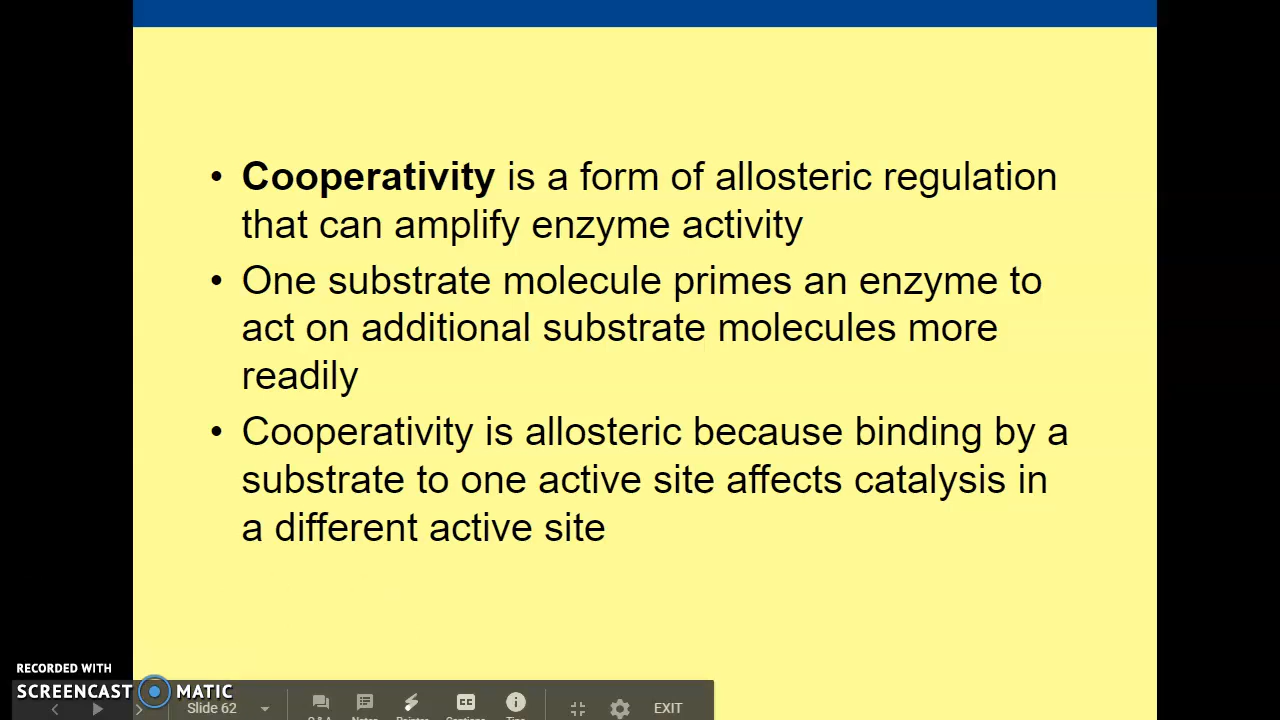 • Cooperativity is a form of allosteric regulation
that can amplify enzyme activity
• One substrate molecule primes an enzyme to
act on additional substrate molecules more
readily
• Cooperativity is allosteric because binding by a
substrate to one active site affects catalysis in
a different active site
RECORDED WITH
SCREENCAST MATIC
Slide 62
EXIT